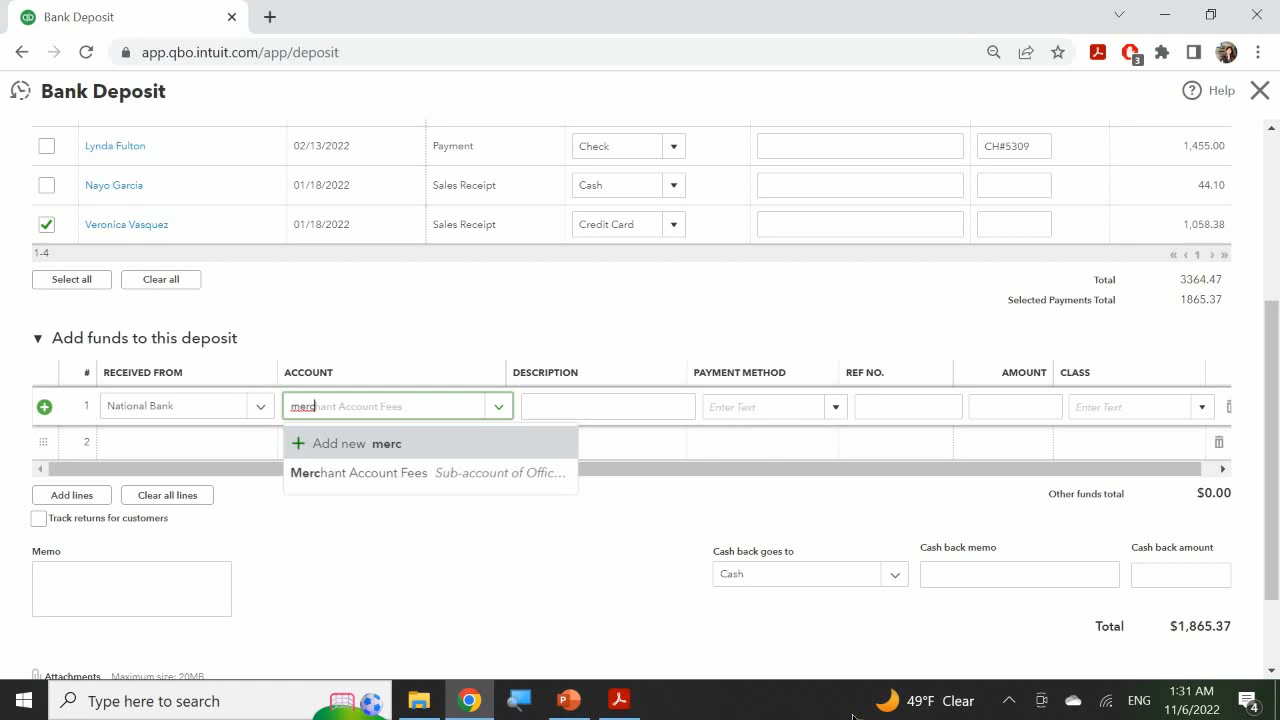 Bank Deposit
app.qbo.intuit.com/app/deposit
3
Bank Deposit
Help
Lynda Fulton 02/13/2022 Payment Check CH#5309 1,455.00
Nayo Garcia 01/18/2022 Sales Receipt Cash 44.10
Veronica Vasquez 01/18/2022 Sales Receipt Credit Card 1,058.38
1-4 « ‹ 1 › »
Select all Clear all Total 3364.47
Selected Payments Total 1865.37
Add funds to this deposit
# RECEIVED FROM ACCOUNT DESCRIPTION PAYMENT METHOD REF NO. AMOUNT CLASS
1 National Bank merchant Account Fees Enter Text Enter Text
2 Add new merc
Merchant Account Fees Sub-account of Offic...
Add lines Clear all lines Other funds total $0.00
Track returns for customers
Memo Cash back goes to Cash back memo Cash back amount
Cash
Total $1,865.37
Attachments Maximum size: 20MB
Type here to search 49°F Clear ENG 1:31 AM
11/6/2022 4